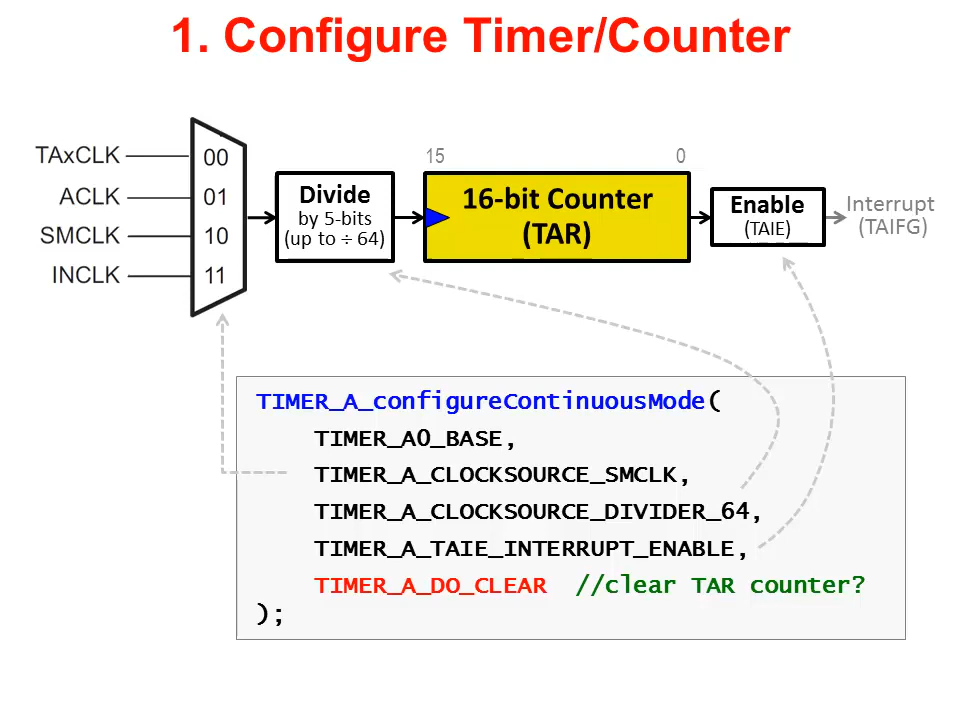 1. Configure Timer/Counter
15
0
TAxCLK
00
ACLK
01
SMCLK
10
INCLK
11
Divide
by 5-bits
(up to ÷ 64)
16-bit Counter
(TAR)
Enable
(TAIE)
Interrupt
(TAIFG)
TIMER_A_configureContinuousMode(
TIMER_A0_BASE,
TIMER_A_CLOCKSOURCE_SMCLK,
TIMER_A_CLOCKSOURCE_DIVIDER_64,
TIMER_A_TAIE_INTERRUPT_ENABLE,
TIMER_A_DO_CLEAR //clear TAR counter?
);